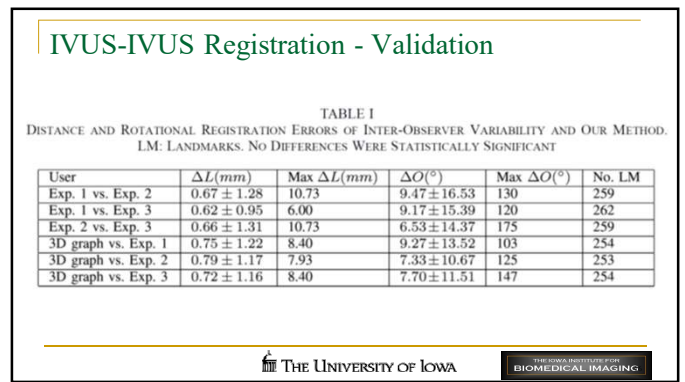 IVUS-IVUS Registration - Validation
TABLE I
DISTANCE AND ROTATIONAL REGISTRATION ERRORS OF INTER-OBSERVER VARIABILITY AND OUR METHOD.
LM: LANDMARKS. NO DIFFERENCES WERE STATISTICALLY SIGNIFICANT
User ΔL(mm) Max ΔL(mm) ΔO(°) Max ΔO(°) No. LM
Exp. 1 vs. Exp. 2 0.67 ± 1.28 10.73 9.47±16.53 130 259
Exp. 1 vs. Exp. 3 0.62 ± 0.95 6.00 9.17±15.39 120 262
Exp. 2 vs. Exp. 3 0.66 ± 1.31 10.73 6.53±14.37 175 259
3D graph vs. Exp. 1 0.75 ± 1.22 8.40 9.27±13.52 103 254
3D graph vs. Exp. 2 0.79 ± 1.17 7.93 7.33±10.67 125 253
3D graph vs. Exp. 3 0.72 ± 1.16 8.40 7.70±11.51 147 254
THE UNIVERSITY OF IOWA
THE IOWA INSTITUTE FOR
BIOMEDICAL IMAGING